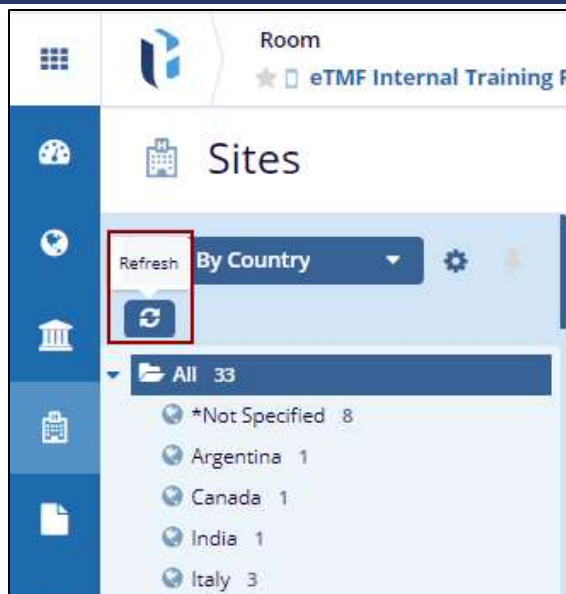 Room
eTMF Internal Training
Sites
Refresh
By Country
All 33
*Not Specified 8
Argentina 1
Canada 1
India 1
Italy 3